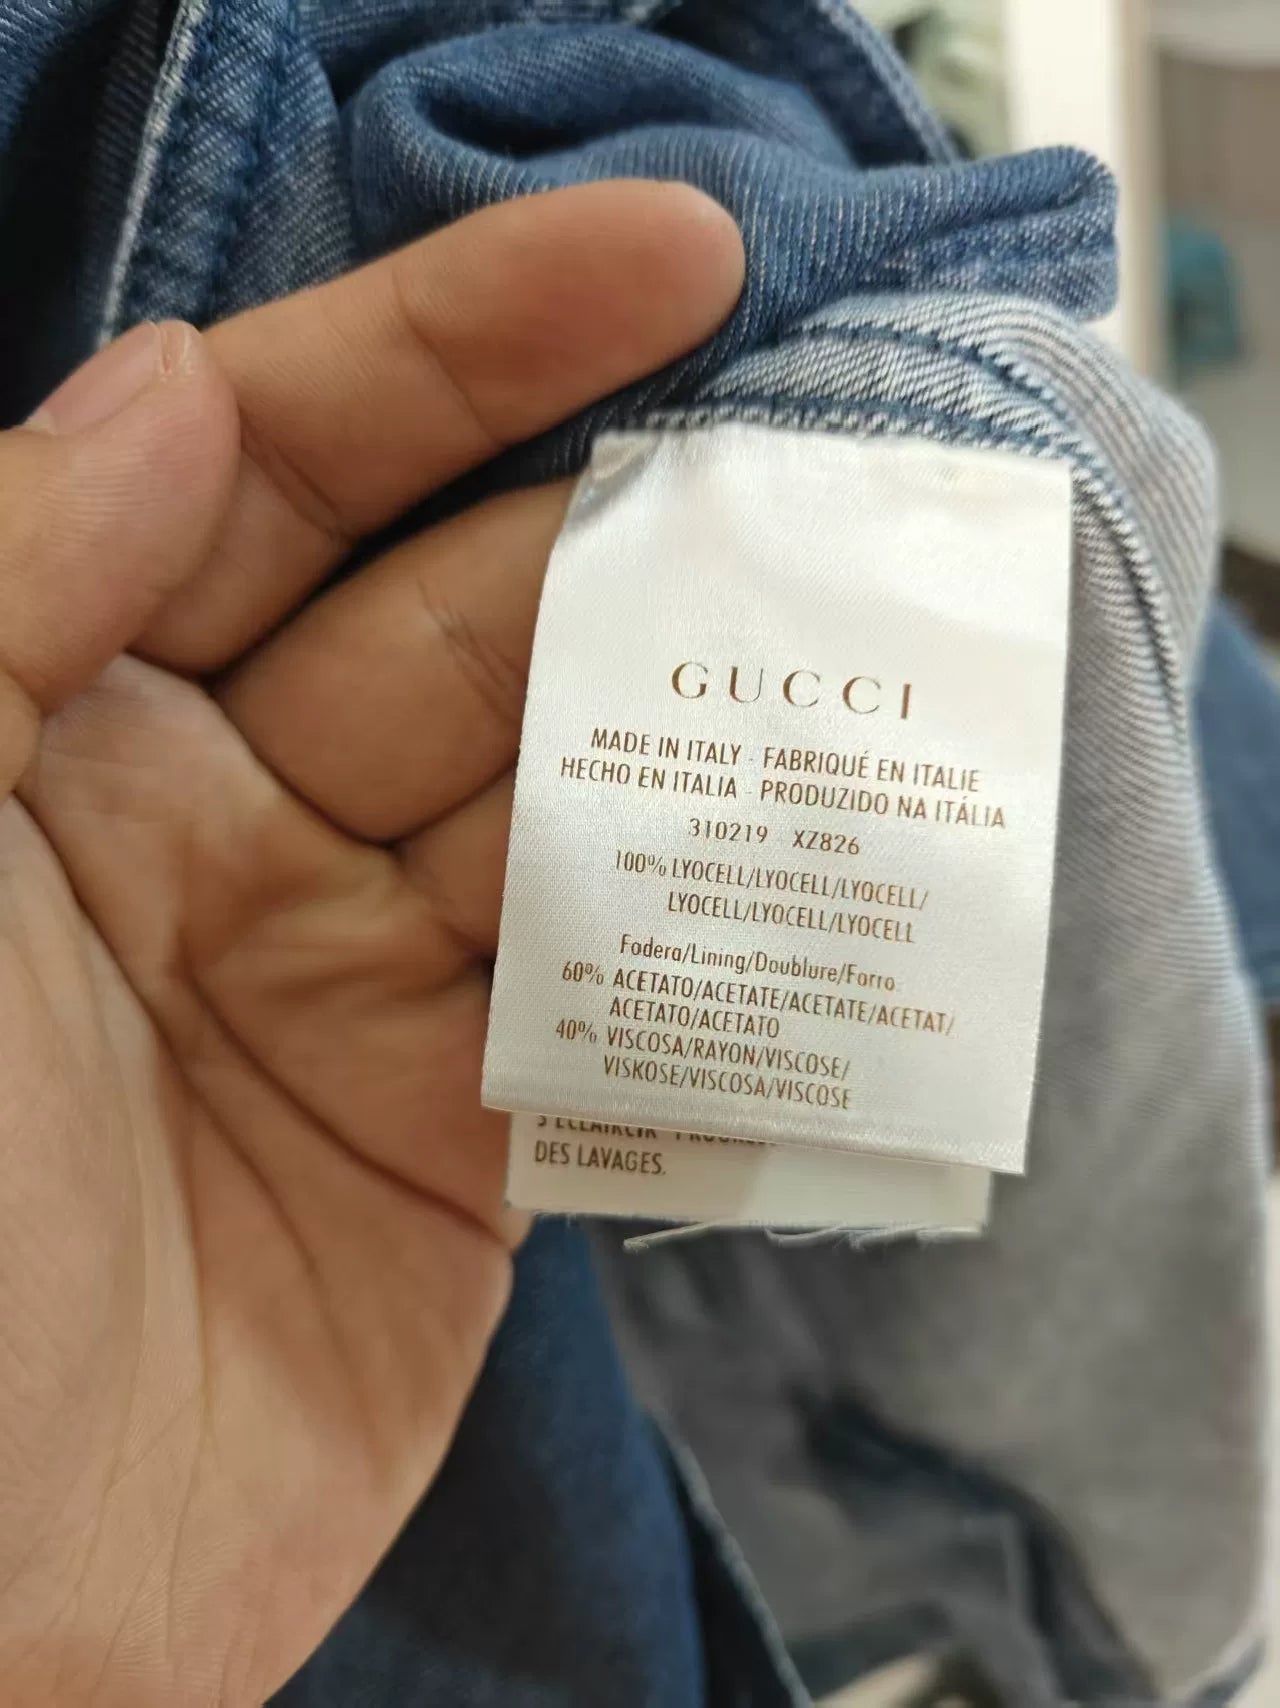 GUCCI
MADE IN ITALY - FABRIQUÉ EN ITALIE
HECHO EN ITALIA - PRODUZIDO NA ITÁLIA
310219 XZ826
100% LYOCELL/LYOCELL/LYOCELL/
LYOCELL/LYOCELL/LYOCELL
Fodera/Lining/Doublure/Forro
60% ACETATO/ACETATE/ACETATE/ACETAT/
ACETATO/ACETATO
40% VISCOSA/RAYON/VISCOSE/
VISKOSE/VISCOSA/VISCOSE
DES LAVAGES.